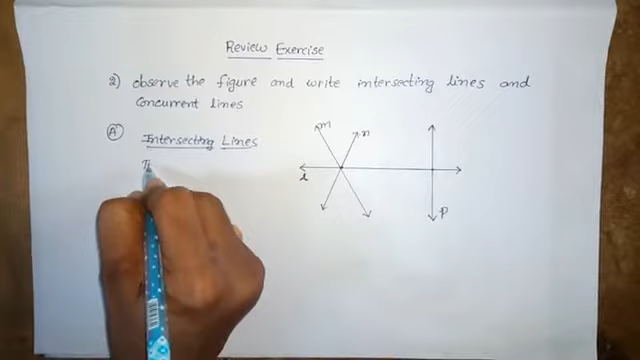 Review Exercise
2) observe the figure and write intersecting lines and
concurrent lines
A Intersecting Lines
m
n
l
p